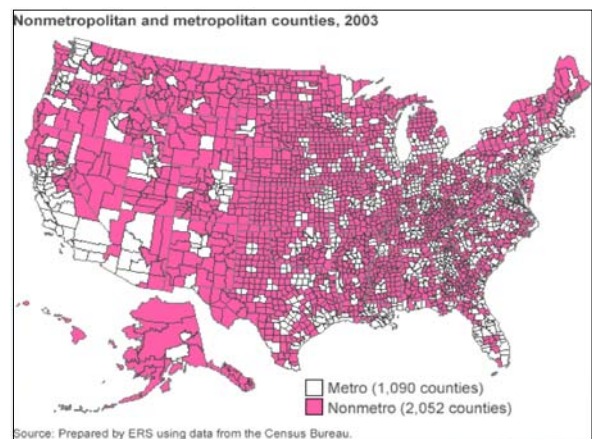 Nonmetropolitan and metropolitan counties, 2003
Metro (1,090 counties)
Nonmetro (2,052 counties)
Source: Prepared by ERS using data from the Census Bureau.